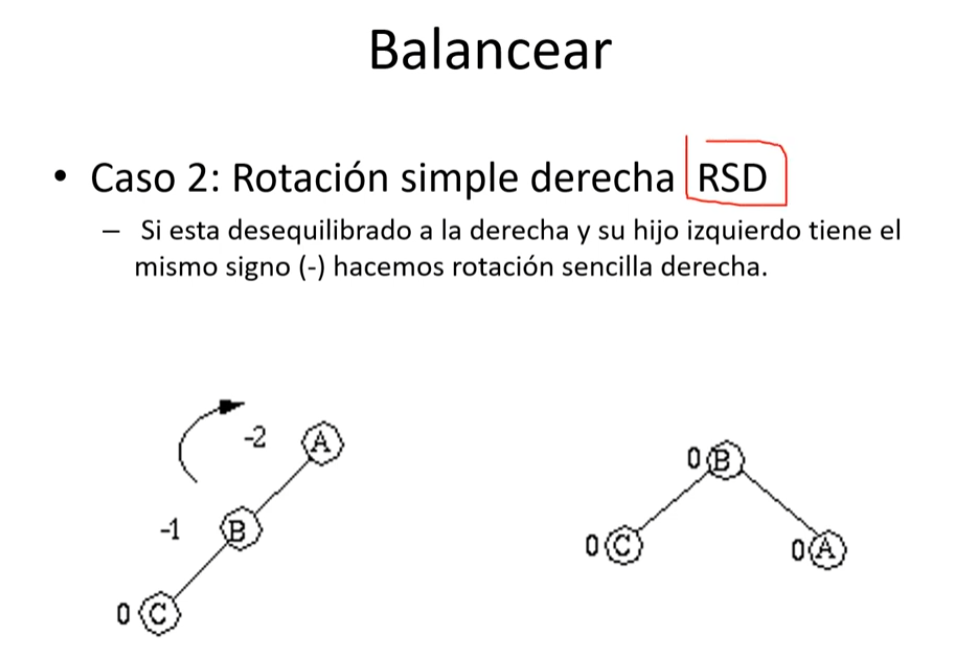 Balancear
• Caso 2: Rotación simple derecha RSD
– Si esta desequilibrado a la derecha y su hijo izquierdo tiene el
mismo signo (-) hacemos rotación sencilla derecha.
-2 A
0 B
-1 B
0 C
0 A
0 C